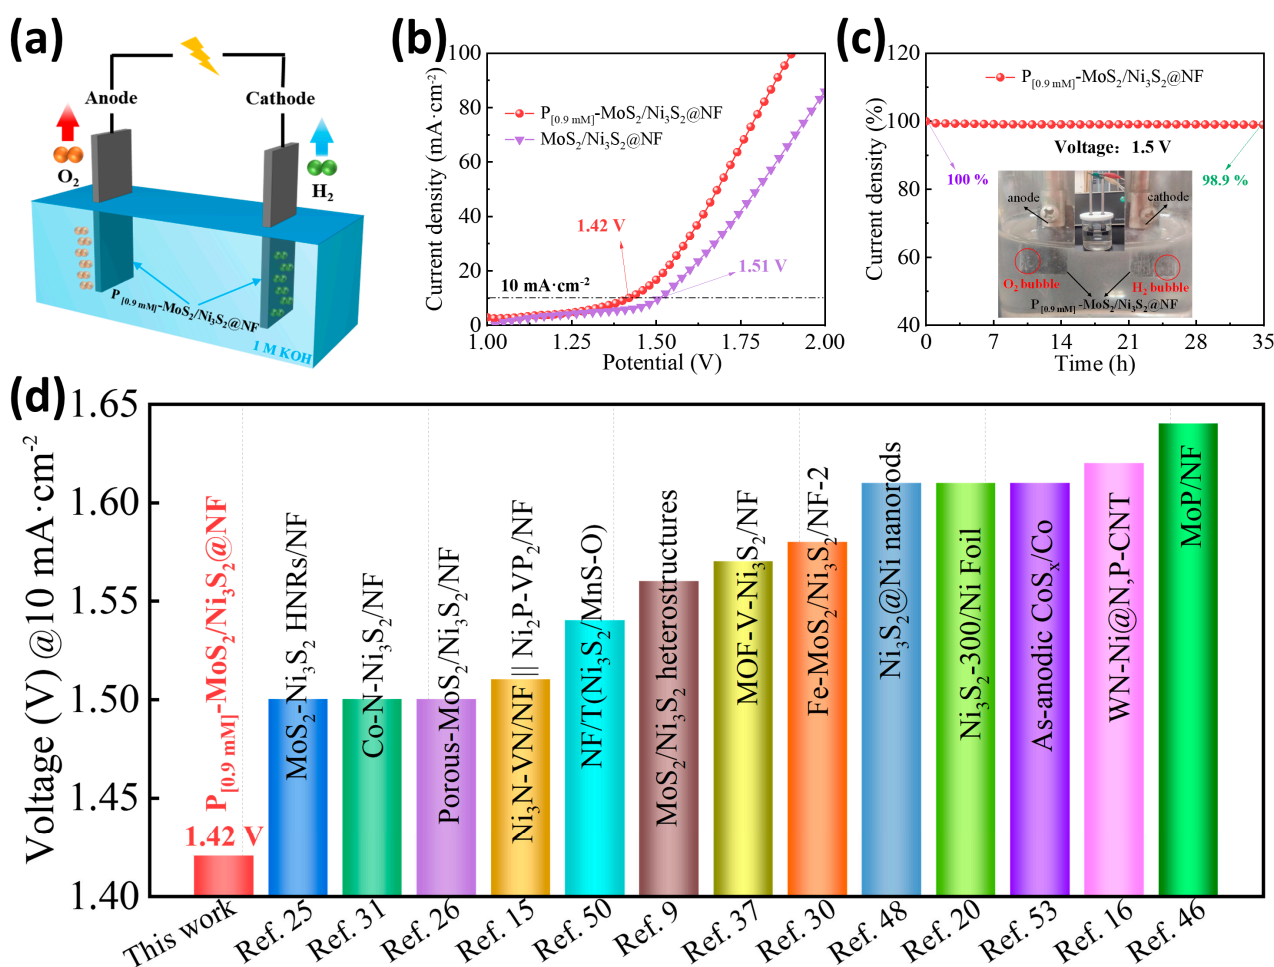 (a)
Anode
Cathode
O2
H2
P[0.9 mM]-MoS2/Ni3S2@NF
1 M KOH
(b)
Current density (mA·cm-2)
100
80
60
40
20
0
P[0.9 mM]-MoS2/Ni3S2@NF
MoS2/Ni3S2@NF
1.42 V
1.51 V
10 mA·cm-2
1.00
1.25
1.50
1.75
2.00
Potential (V)
(c)
Current density (%)
120
100
80
60
40
P[0.9 mM]-MoS2/Ni3S2@NF
Voltage: 1.5 V
100 %
98.9 %
anode
cathode
O2 bubble
H2 bubble
P[0.9 mM]-MoS2/Ni3S2@NF
0
7
14
21
28
35
Time (h)
(d)
Voltage (V) @10 mA·cm-2
1.65
1.60
1.55
1.50
1.45
1.40
1.42 V
P[0.9 mM]-MoS2/Ni3S2@NF
MoS2-Ni3S2 HNRs/NF
Co-N-Ni3S2/NF
Porous-MoS2/Ni3S2/NF
Ni3N-VN/NF || Ni2P-VP2/NF
NF/T(Ni3S2/MnS-O)
MoS2/Ni3S2 heterostructures
MOF-V-Ni3S2/NF
Fe-MoS2/Ni3S2/NF-2
Ni3S2@Ni nanorods
Ni3S2-300/Ni Foil
As-anodic CoSx/Co
WN-Ni@N,P-CNT
MoP/NF
This work
Ref. 25
Ref. 31
Ref. 26
Ref. 15
Ref. 50
Ref. 9
Ref. 37
Ref. 30
Ref. 48
Ref. 20
Ref. 53
Ref. 16
Ref. 46